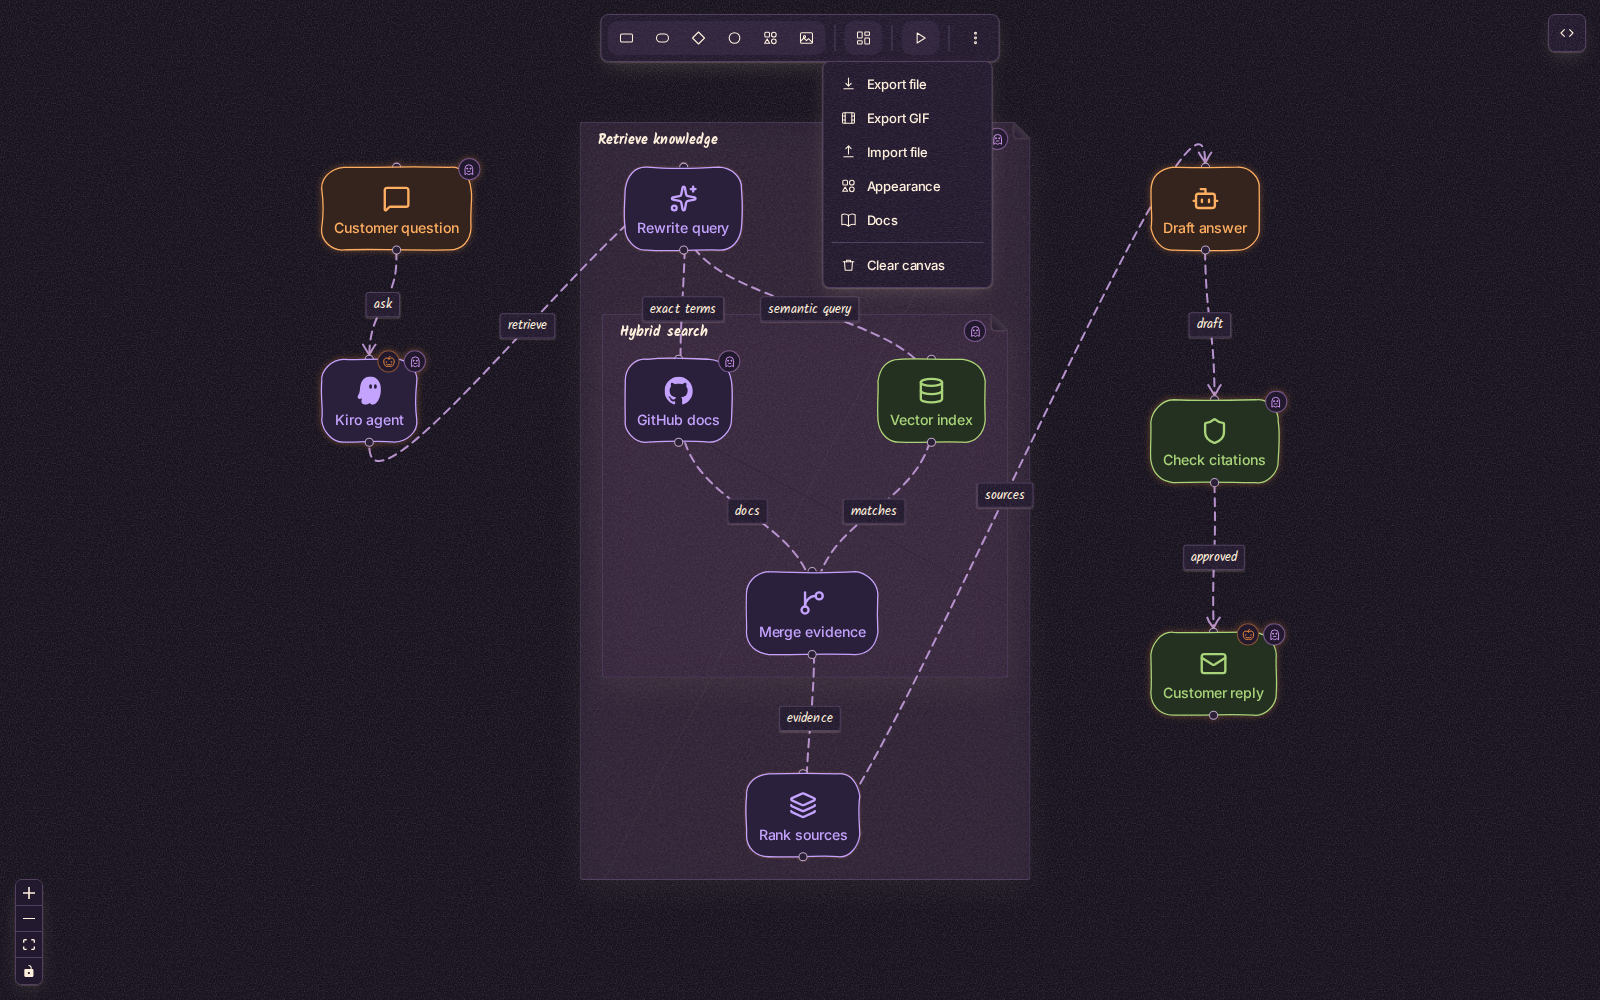 Export file
Export GIF
Import file
Appearance
Docs
Clear canvas
Retrieve knowledge
Customer question
Rewrite query
Draft answer
ask
retrieve
exact terms
semantic query
draft
Hybrid search
Kiro agent
GitHub docs
Vector index
Check citations
sources
docs
matches
approved
Merge evidence
Customer reply
evidence
Rank sources